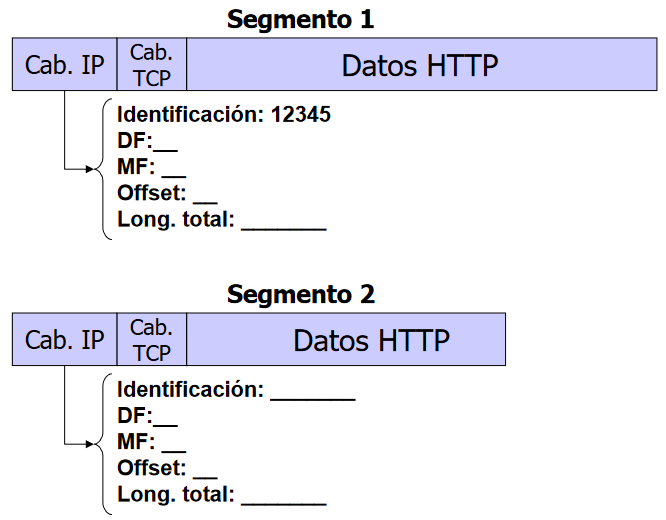 Segmento 1
Cab. IP
Cab.
TCP
Datos HTTP
Identificación: 12345
DF:__
MF: __
Offset: __
Long. total: _______
Segmento 2
Cab. IP
Cab.
TCP
Datos HTTP
Identificación: _______
DF:__
MF: __
Offset: __
Long. total: _______